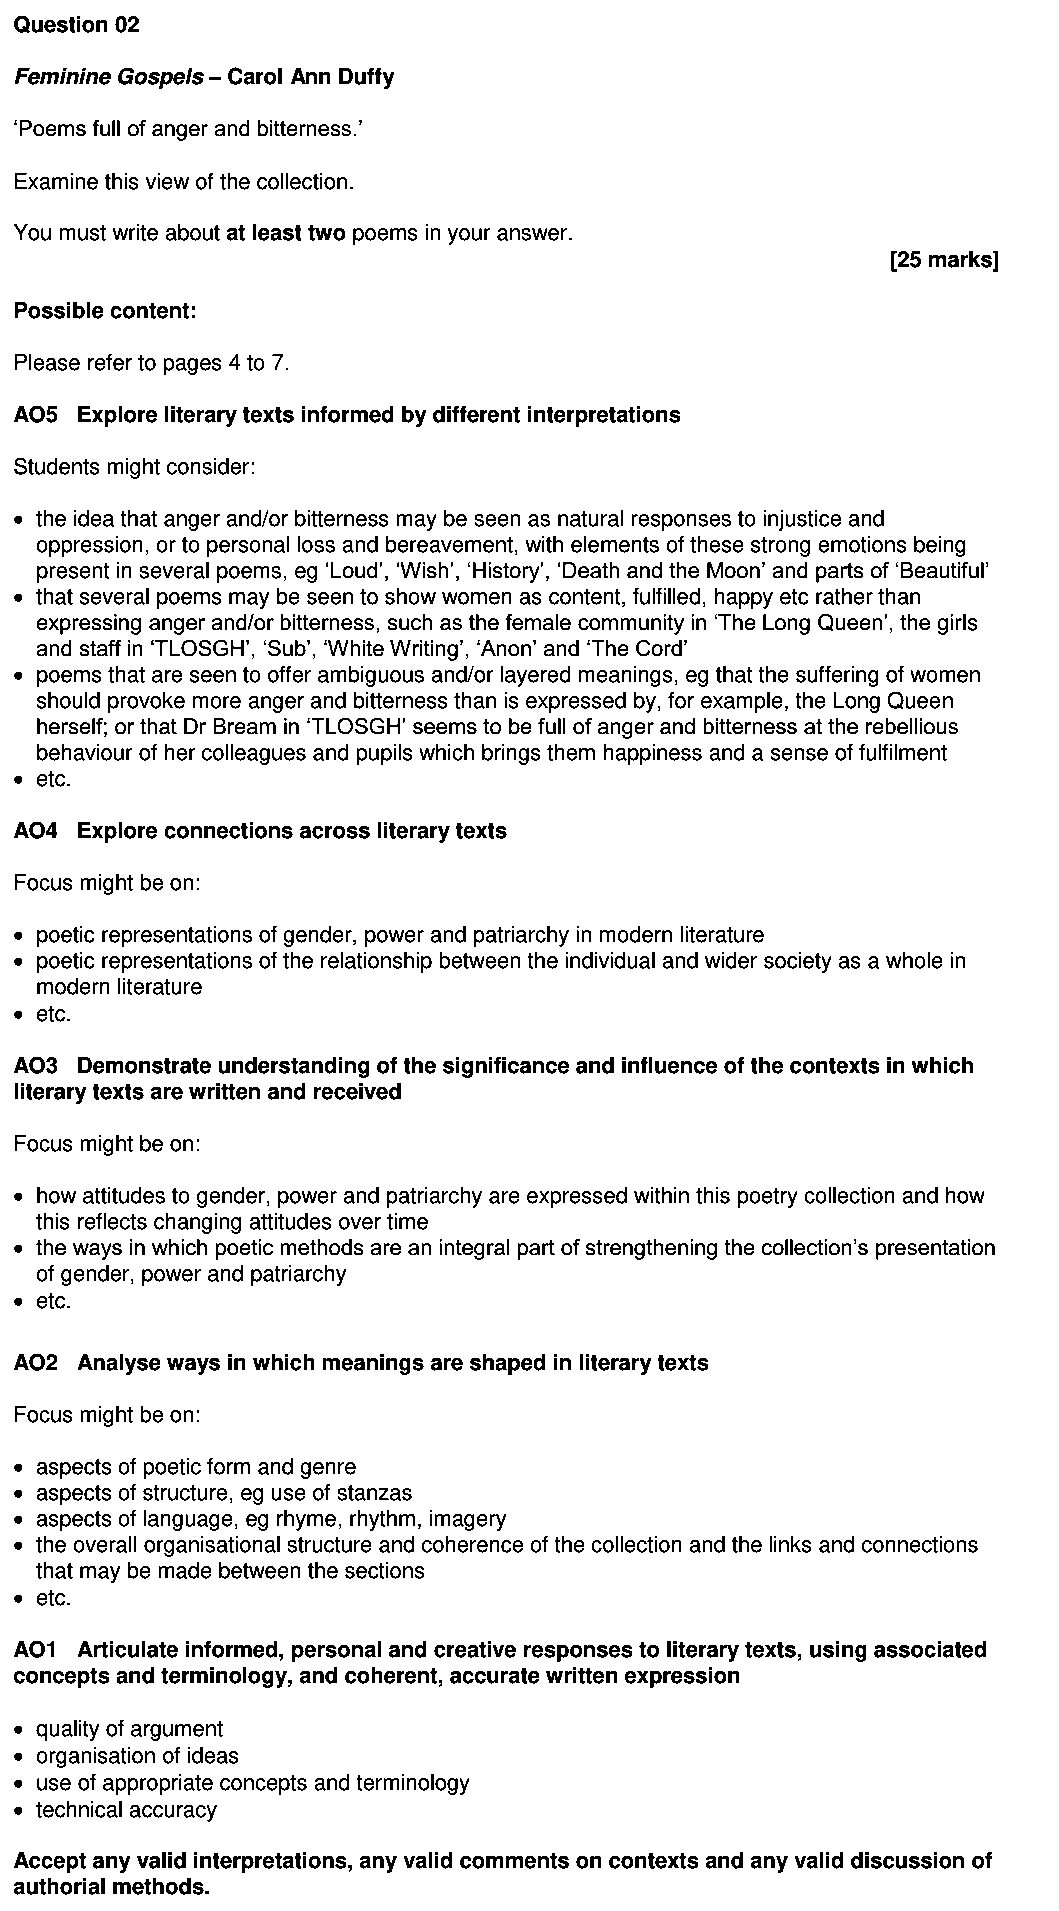 Question 02
Feminine Gospels – Carol Ann Duffy
‘Poems full of anger and bitterness.’
Examine this view of the collection.
You must write about at least two poems in your answer.
[25 marks]
Possible content:
Please refer to pages 4 to 7.
AO5 Explore literary texts informed by different interpretations
Students might consider:
• the idea that anger and/or bitterness may be seen as natural responses to injustice and
oppression, or to personal loss and bereavement, with elements of these strong emotions being
present in several poems, eg ‘Loud’, ‘Wish’, ‘History’, ‘Death and the Moon’ and parts of ‘Beautiful’
• that several poems may be seen to show women as content, fulfilled, happy etc rather than
expressing anger and/or bitterness, such as the female community in ‘The Long Queen’, the girls
and staff in ‘TLOSGH’, ‘Sub’, ‘White Writing’, ‘Anon’ and ‘The Cord’
• poems that are seen to offer ambiguous and/or layered meanings, eg that the suffering of women
should provoke more anger and bitterness than is expressed by, for example, the Long Queen
herself; or that Dr Bream in ‘TLOSGH’ seems to be full of anger and bitterness at the rebellious
behaviour of her colleagues and pupils which brings them happiness and a sense of fulfilment
• etc.
AO4 Explore connections across literary texts
Focus might be on:
• poetic representations of gender, power and patriarchy in modern literature
• poetic representations of the relationship between the individual and wider society as a whole in
modern literature
• etc.
AO3 Demonstrate understanding of the significance and influence of the contexts in which
literary texts are written and received
Focus might be on:
• how attitudes to gender, power and patriarchy are expressed within this poetry collection and how
this reflects changing attitudes over time
• the ways in which poetic methods are an integral part of strengthening the collection’s presentation
of gender, power and patriarchy
• etc.
AO2 Analyse ways in which meanings are shaped in literary texts
Focus might be on:
• aspects of poetic form and genre
• aspects of structure, eg use of stanzas
• aspects of language, eg rhyme, rhythm, imagery
• the overall organisational structure and coherence of the collection and the links and connections
that may be made between the sections
• etc.
AO1 Articulate informed, personal and creative responses to literary texts, using associated
concepts and terminology, and coherent, accurate written expression
• quality of argument
• organisation of ideas
• use of appropriate concepts and terminology
• technical accuracy
Accept any valid interpretations, any valid comments on contexts and any valid discussion of
authorial methods.